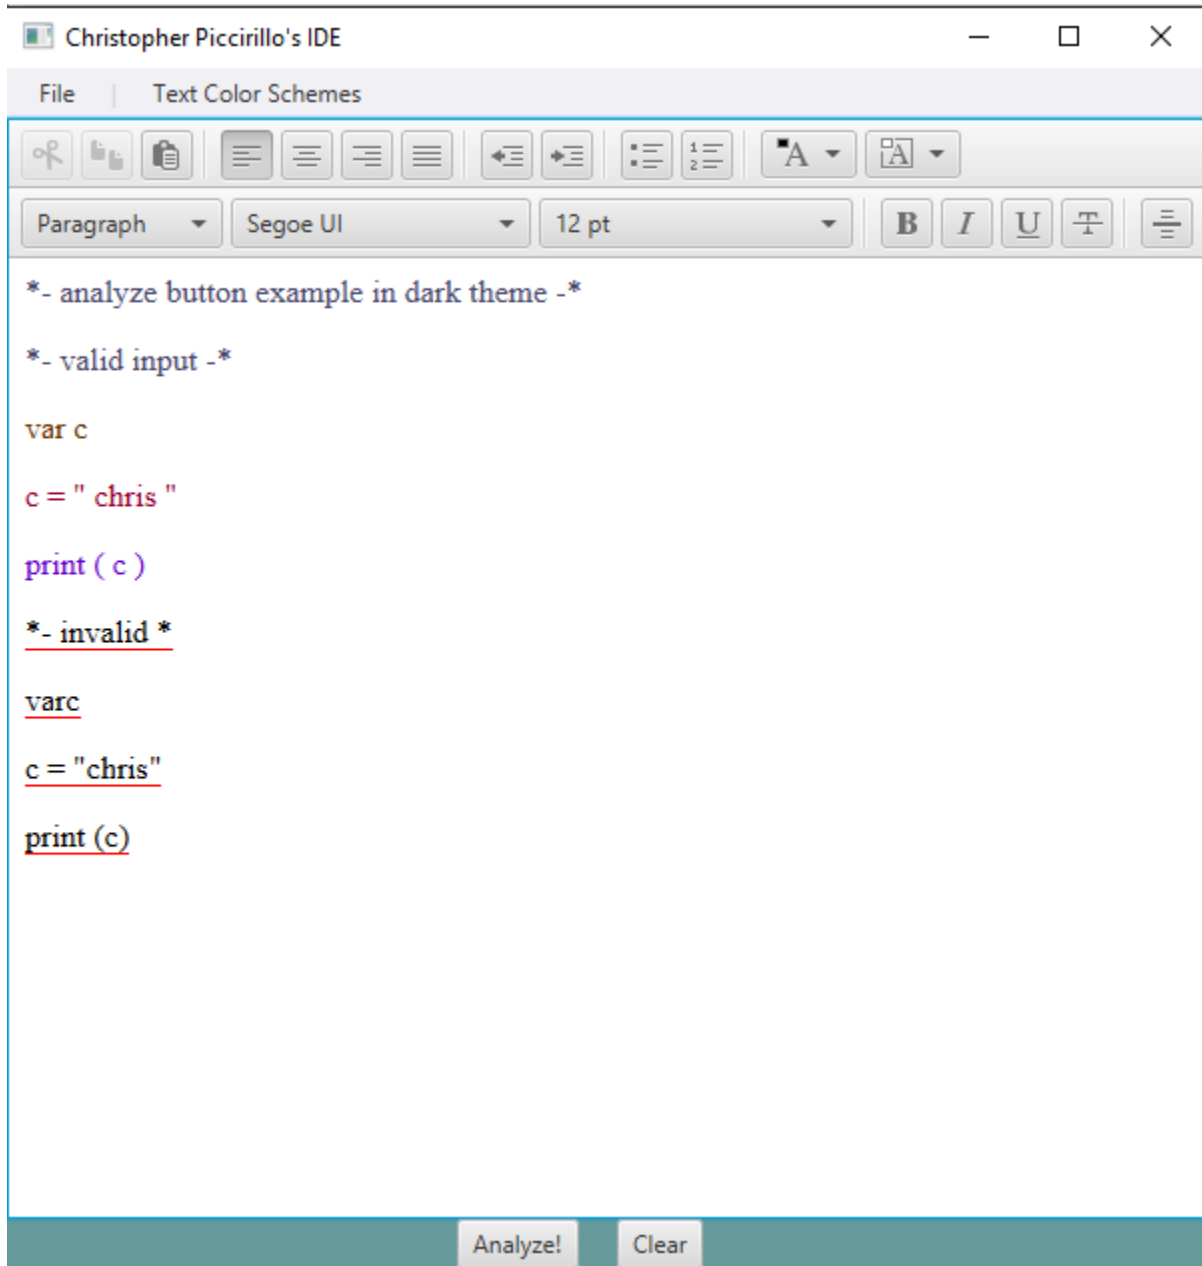 Christopher Piccirillo's IDE
File | Text Color Schemes
Paragraph Segoe UI 12 pt B I U T
*- analyze button example in dark theme -*
*- valid input -*
var c
c = " chris "
print ( c )
*- invalid *
varc
c = "chris"
print (c)
Analyze! Clear